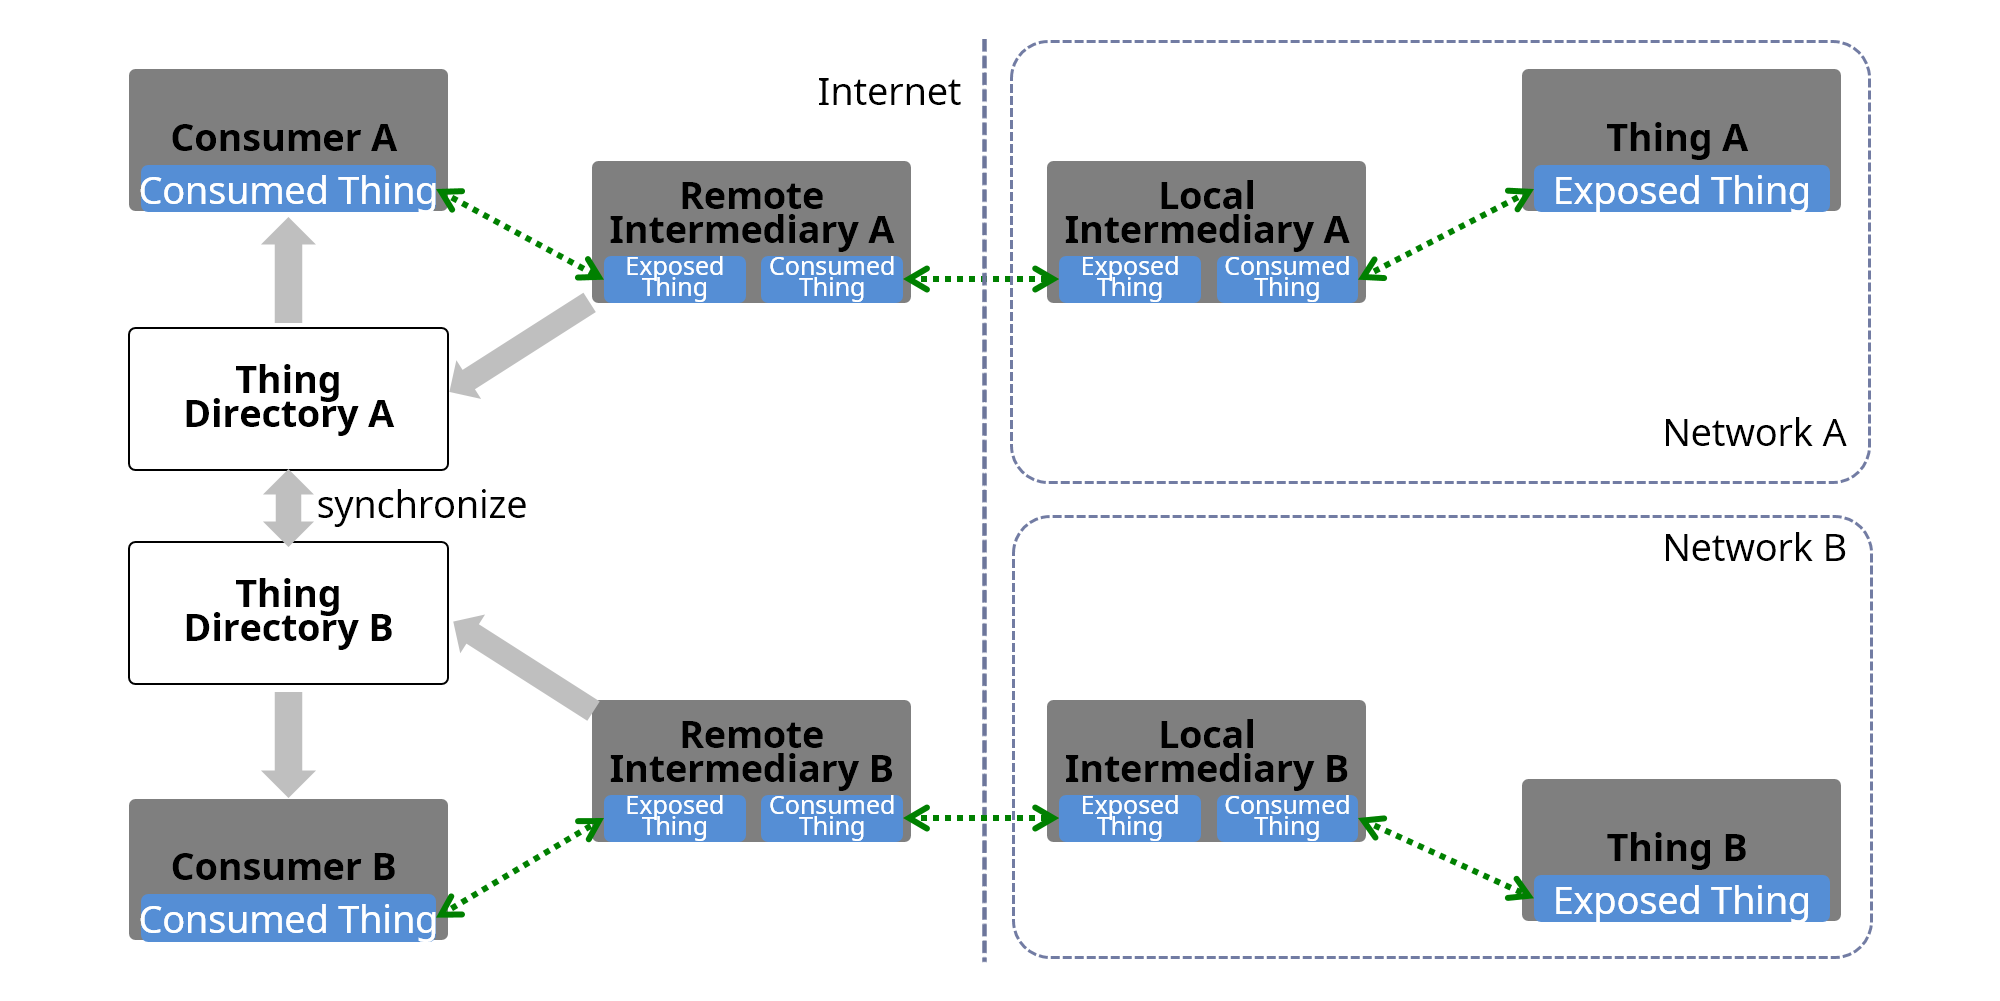 Internet
Consumer A
Consumed Thing
Remote
Intermediary A
Exposed
Thing
Consumed
Thing
Local
Intermediary A
Exposed
Thing
Consumed
Thing
Thing A
Exposed Thing
Thing
Directory A
Network A
synchronize
Network B
Thing
Directory B
Remote
Intermediary B
Exposed
Thing
Consumed
Thing
Local
Intermediary B
Exposed
Thing
Consumed
Thing
Thing B
Exposed Thing
Consumer B
Consumed Thing